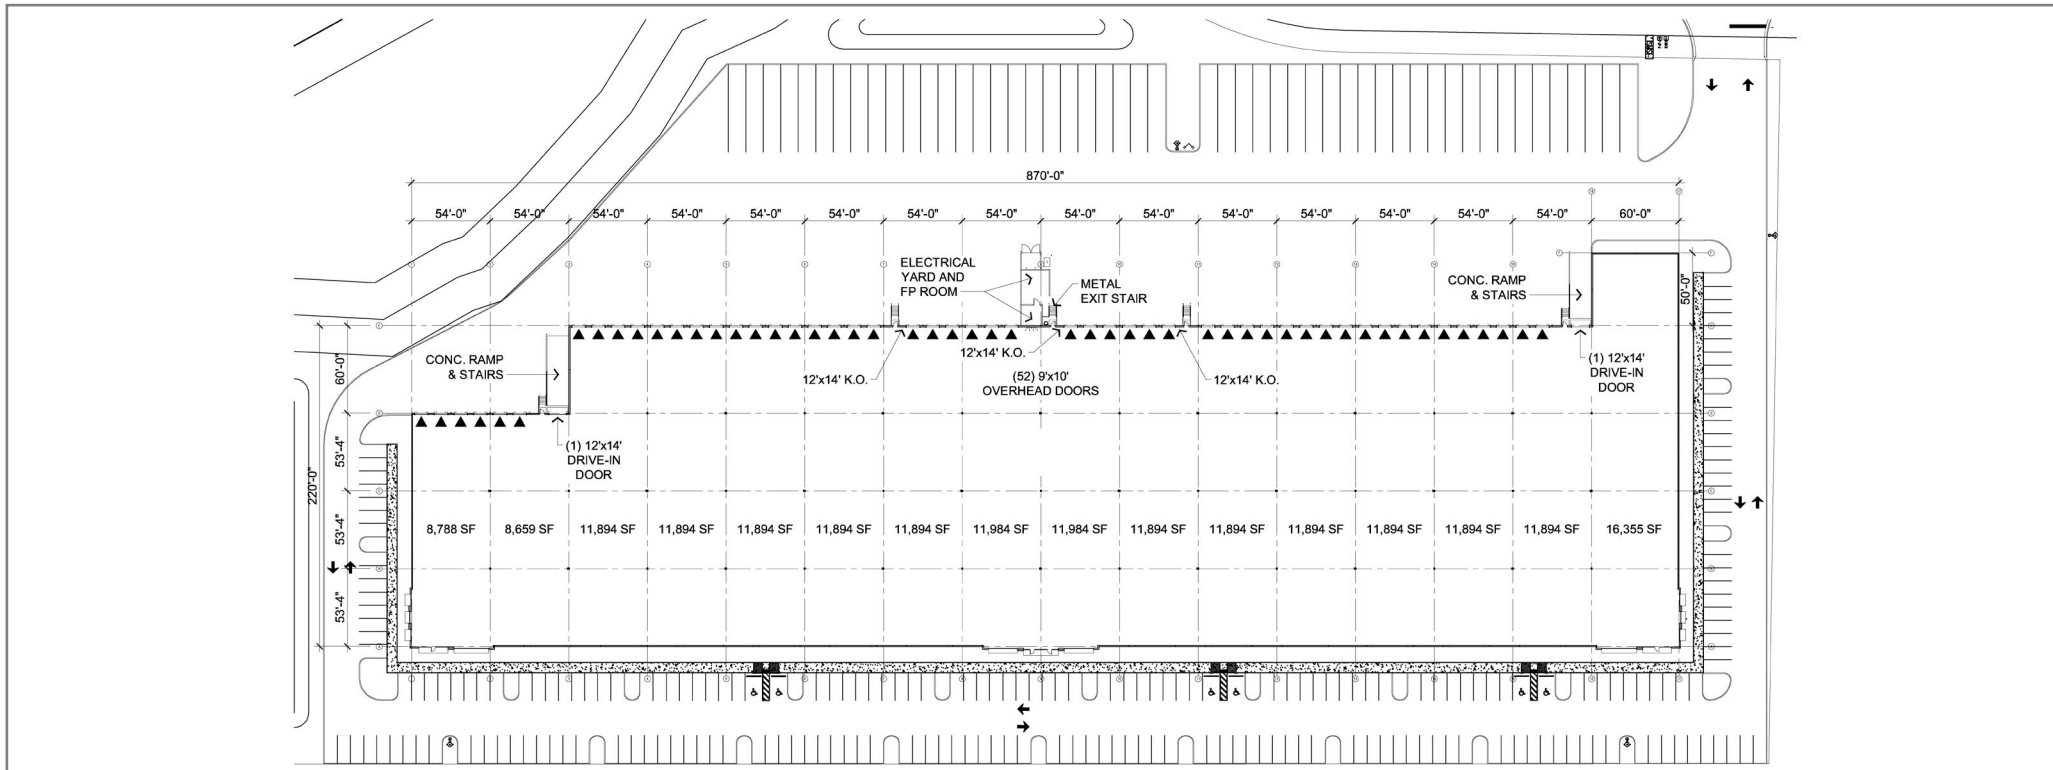 870'-0"
54'-0" 54'-0" 54'-0" 54'-0" 54'-0" 54'-0" 54'-0" 54'-0" 54'-0" 54'-0" 54'-0" 54'-0" 54'-0" 54'-0" 54'-0" 60'-0"
ELECTRICAL
YARD AND
FP ROOM
METAL
EXIT STAIR
CONC. RAMP
& STAIRS
50'-0"
CONC. RAMP
& STAIRS
60'-0"
12'x14' K.O.
12'x14' K.O.
12'x14' K.O.
(52) 9'x10'
OVERHEAD DOORS
(1) 12'x14'
DRIVE-IN
DOOR
(1) 12'x14'
DRIVE-IN
DOOR
53'-4"
220'-0"
53'-4"
53'-4"
8,788 SF 8,659 SF 11,894 SF 11,894 SF 11,894 SF 11,894 SF 11,894 SF 11,984 SF 11,984 SF 11,894 SF 11,894 SF 11,894 SF 11,894 SF 11,894 SF 11,894 SF 16,355 SF